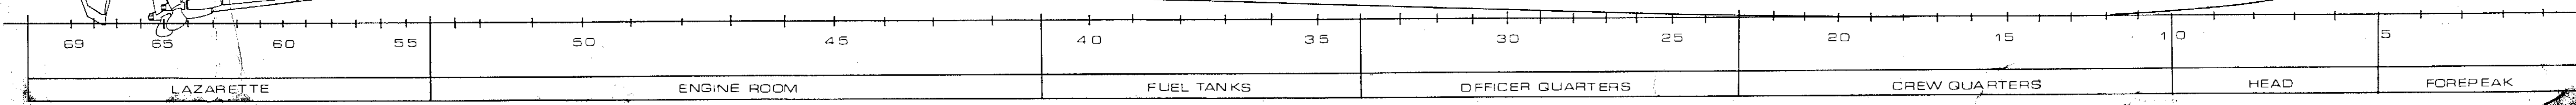 69 65 60 55 50 45 40 35 30 25 20 15 10 5
LAZARETTE ENGINE ROOM FUEL TANKS OFFICER QUARTERS CREW QUARTERS HEAD FOREPEAK